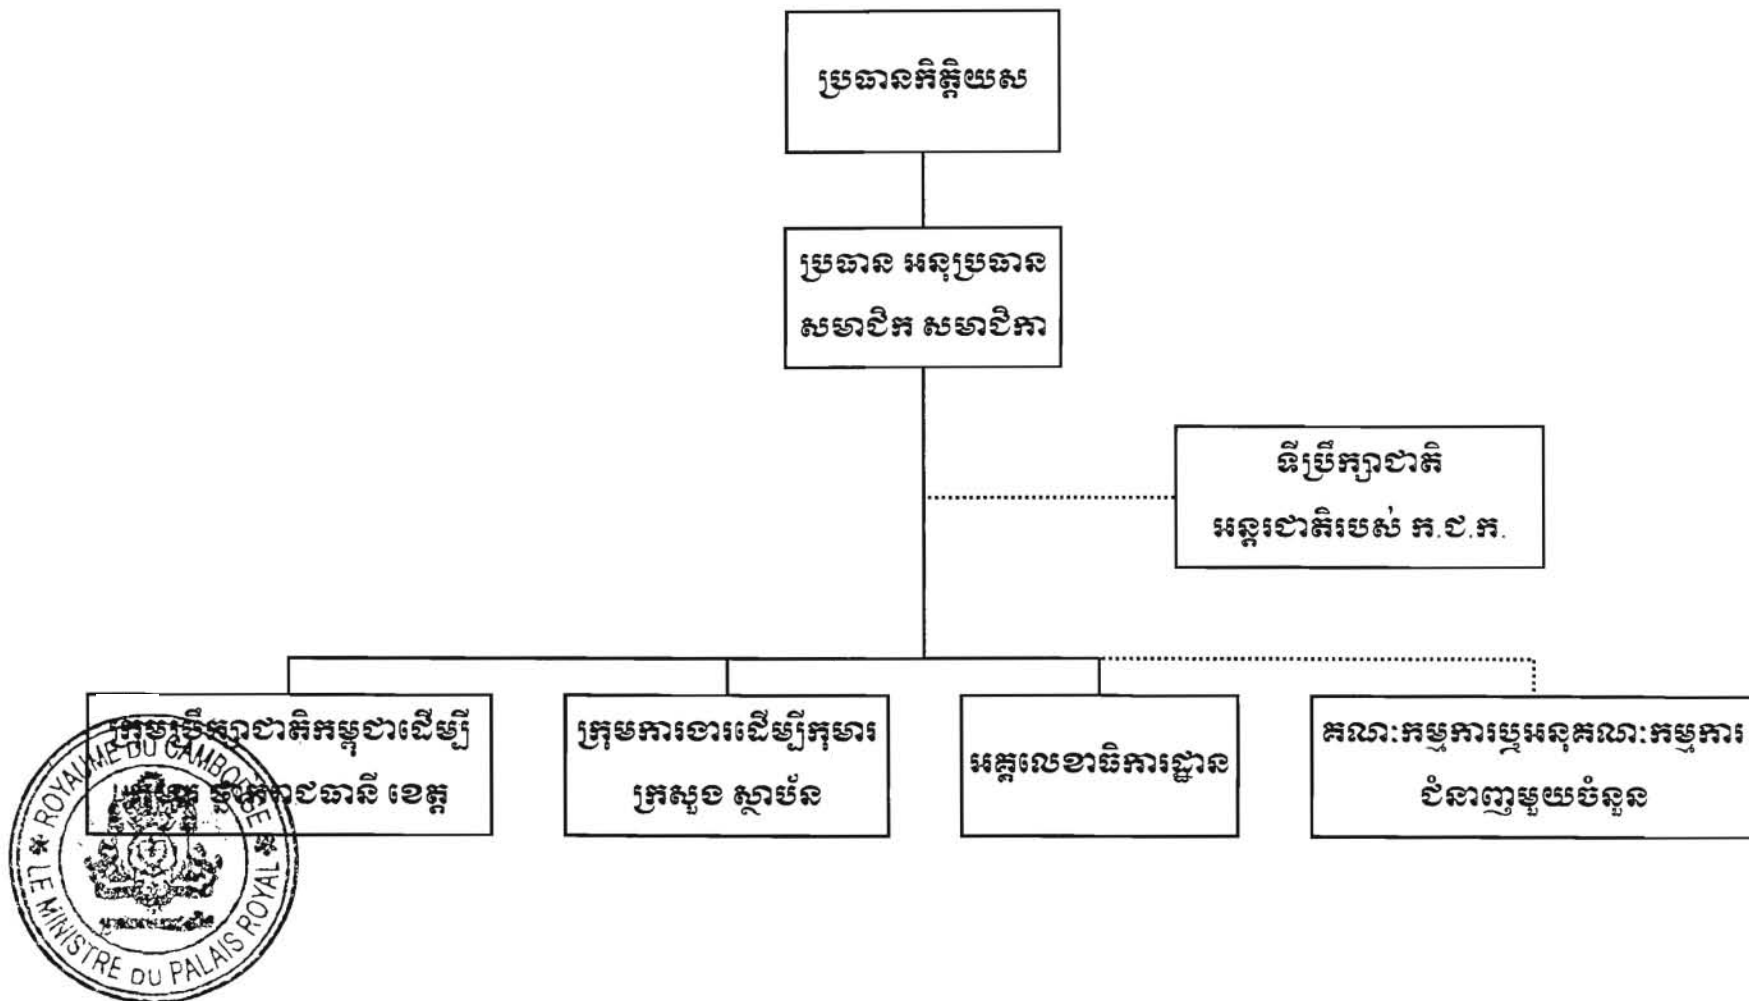 ប្រធានកិត្តិយស
ប្រធាន អនុប្រធាន
សមាជិក សមាជិកា
ទីប្រឹក្សាជាតិ
អន្តរជាតិរបស់ ក.ជ.ក.
ក្រុមប្រឹក្សាជាតិកម្ពុជាដើម្បី
រាជធានី ខេត្ត
ក្រុមការងារដើម្បីកុមារ
ក្រសួង ស្ថាប័ន
អគ្គលេខាធិការដ្ឋាន
គណៈកម្មការឬអនុគណៈកម្មការ
ជំនាញមួយចំនួន
ROYAUME DU CAMBODGE
LE MINISTRE DU PALAIS ROYAL